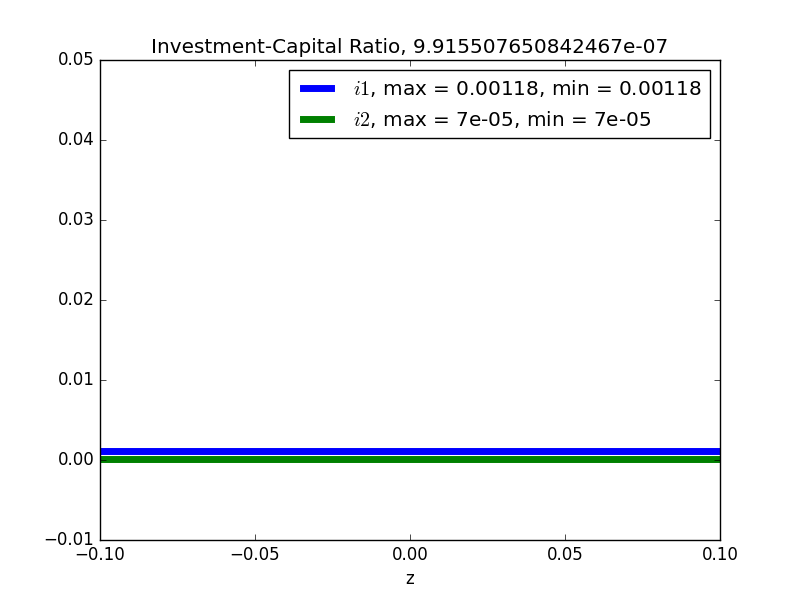 Investment-Capital Ratio, 9.915507650842467e-07
0.05
i1, max = 0.00118, min = 0.00118
i2, max = 7e-05, min = 7e-05
0.04
0.03
0.02
0.01
0.00
−0.01
−0.10 −0.05 0.00 0.05 0.10
z